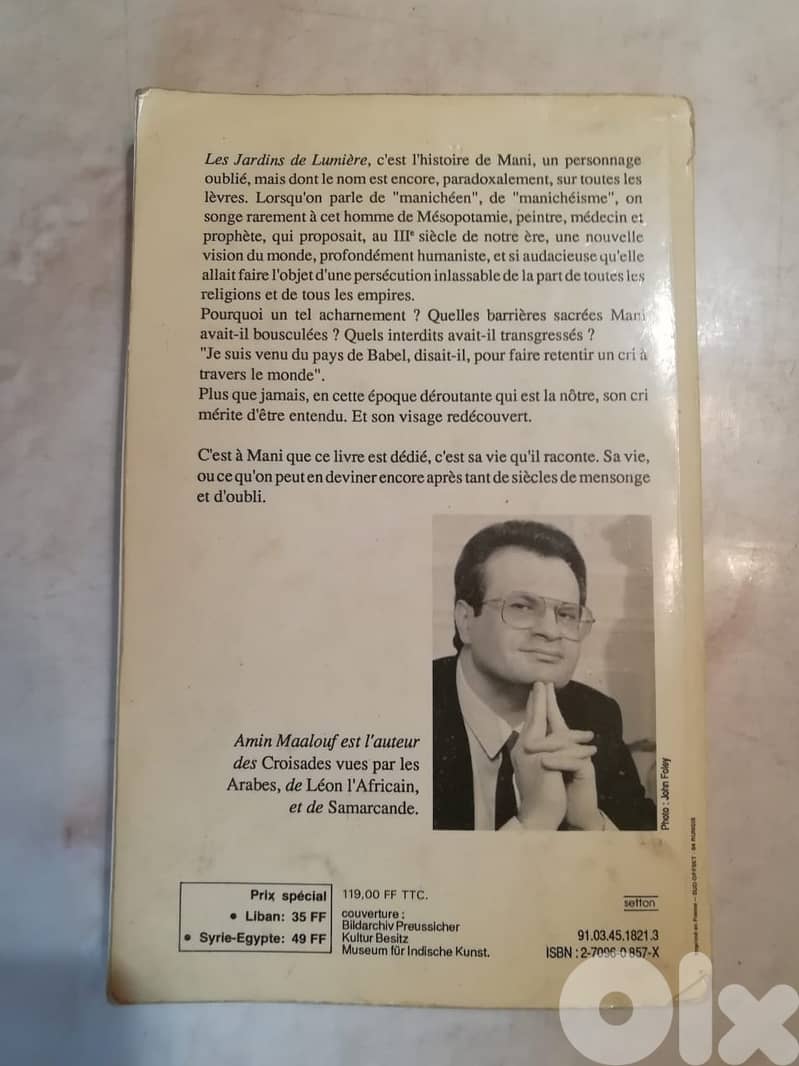 Les Jardins de Lumière, c'est l'histoire de Mani, un personnage
oublié, mais dont le nom est encore, paradoxalement, sur toutes les
lèvres. Lorsqu'on parle de "manichéen", de "manichéisme", on
songe rarement à cet homme de Mésopotamie, peintre, médecin et
prophète, qui proposait, au IIIe siècle de notre ère, une nouvelle
vision du monde, profondément humaniste, et si audacieuse qu'elle
allait faire l'objet d'une persécution inlassable de la part de toutes les
religions et de tous les empires.
Pourquoi un tel acharnement ? Quelles barrières sacrées Mani
avait-il bousculées ? Quels interdits avait-il transgressés ?
"Je suis venu du pays de Babel, disait-il, pour faire retentir un cri à
travers le monde".
Plus que jamais, en cette époque déroutante qui est la nôtre, son cri
mérite d'être entendu. Et son visage redécouvert.
C'est à Mani que ce livre est dédié, c'est sa vie qu'il raconte. Sa vie,
ou ce qu'on peut en deviner encore après tant de siècles de mensonge
et d'oubli.
Amin Maalouf est l'auteur
des Croisades vues par les
Arabes, de Léon l'Africain,
et de Samarcande.
Photo : John Foley
Prix spécial
• Liban: 35 FF
• Syrie-Egypte: 49 FF
119,00 FF TTC.
couverture :
Bildarchiv Preussicher
Kultur Besitz
Museum für Indische Kunst.
setton
91.03.45.1821.3
ISBN : 2-7096-0857-X
Imprimé en France — SUD-OFFSET - 94 RUNGIS
olx